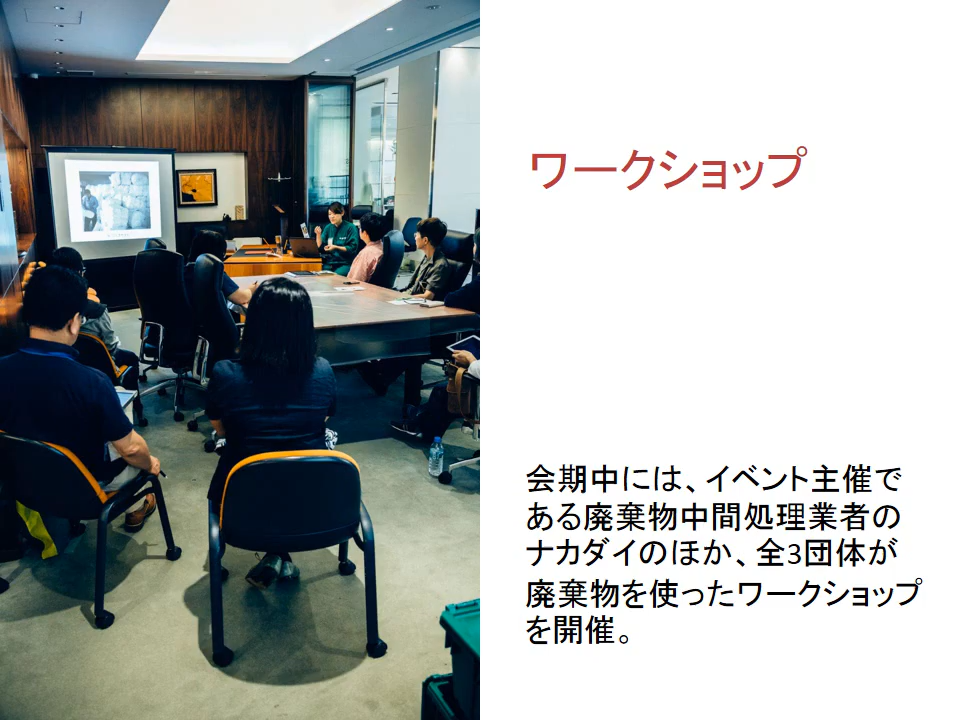 ワークショップ
会期中には、イベント主催で
ある廃棄物中間処理業者の
ナカダイのほか、全3団体が
廃棄物を使ったワークショップ
を開催。